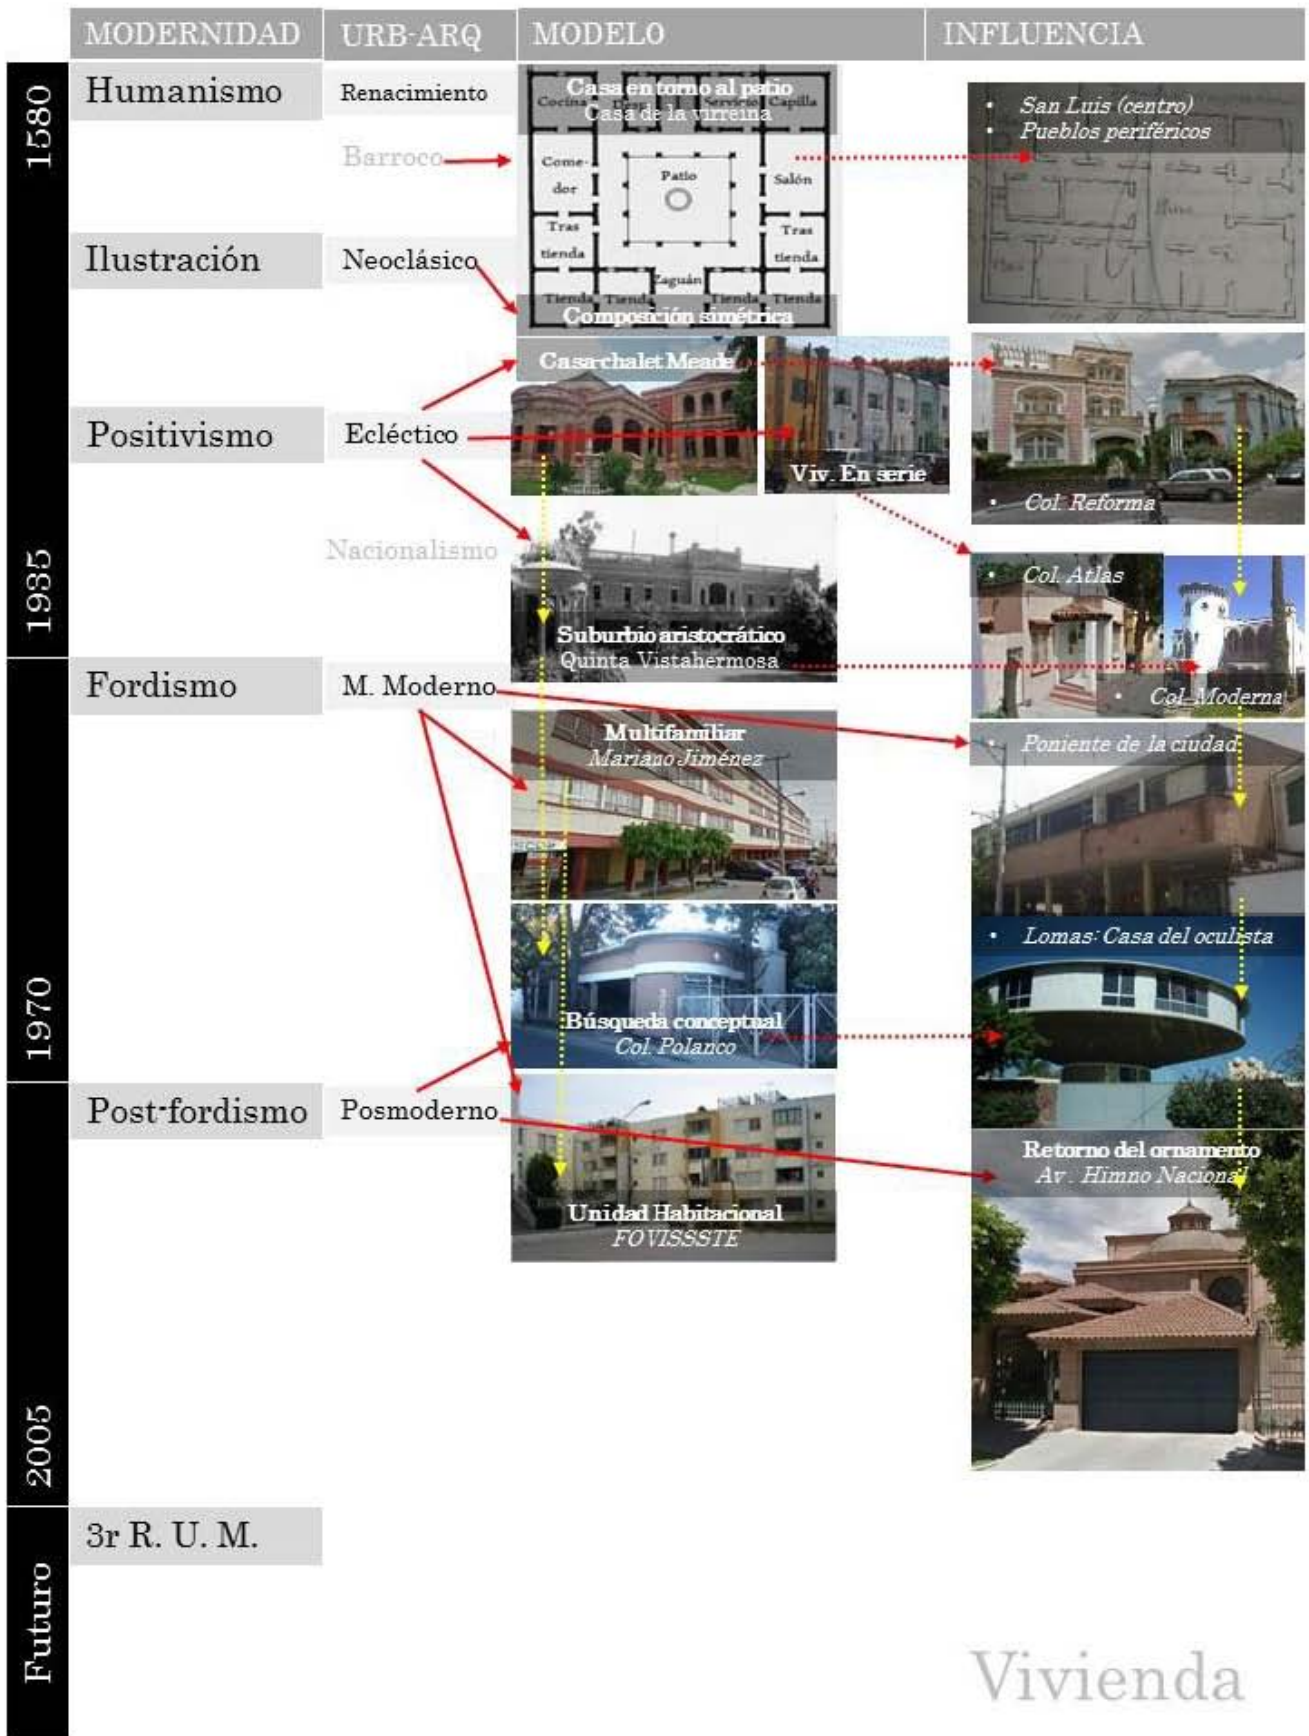 MODERNIDAD
URB-ARQ
MODELO
INFLUENCIA
1580
Humanismo
Renacimiento
Casa en torno al patio
Casa de la virreina
Cocina
Servicio
Capilla
San Luis (centro)
Pueblos periféricos
Barroco
Come-
dor
Patio
Salón
Tras
tienda
Tras
tienda
Zaguán
Tienda
Tienda
Tienda
Tienda
Composición simétrica
Ilustración
Neoclásico
Casa-chalet Meade
Viv. En serie
Col. Reforma
Positivismo
Ecléctico
Nacionalismo
1935
Suburbio aristocrático
Quinta Vistahermosa
Col. Atlas
Col. Moderna
Fordismo
M. Moderno
Multifamiliar
Mariano Jiménez
Poniente de la ciudad
1970
Búsqueda conceptual
Col. Polanco
Lomas: Casa del oculista
Post-fordismo
Posmoderno
Unidad Habitacional
FOVISSSTE
Retorno del ornamento
Av. Himno Nacional
2005
3r R. U. M.
Futuro
Vivienda